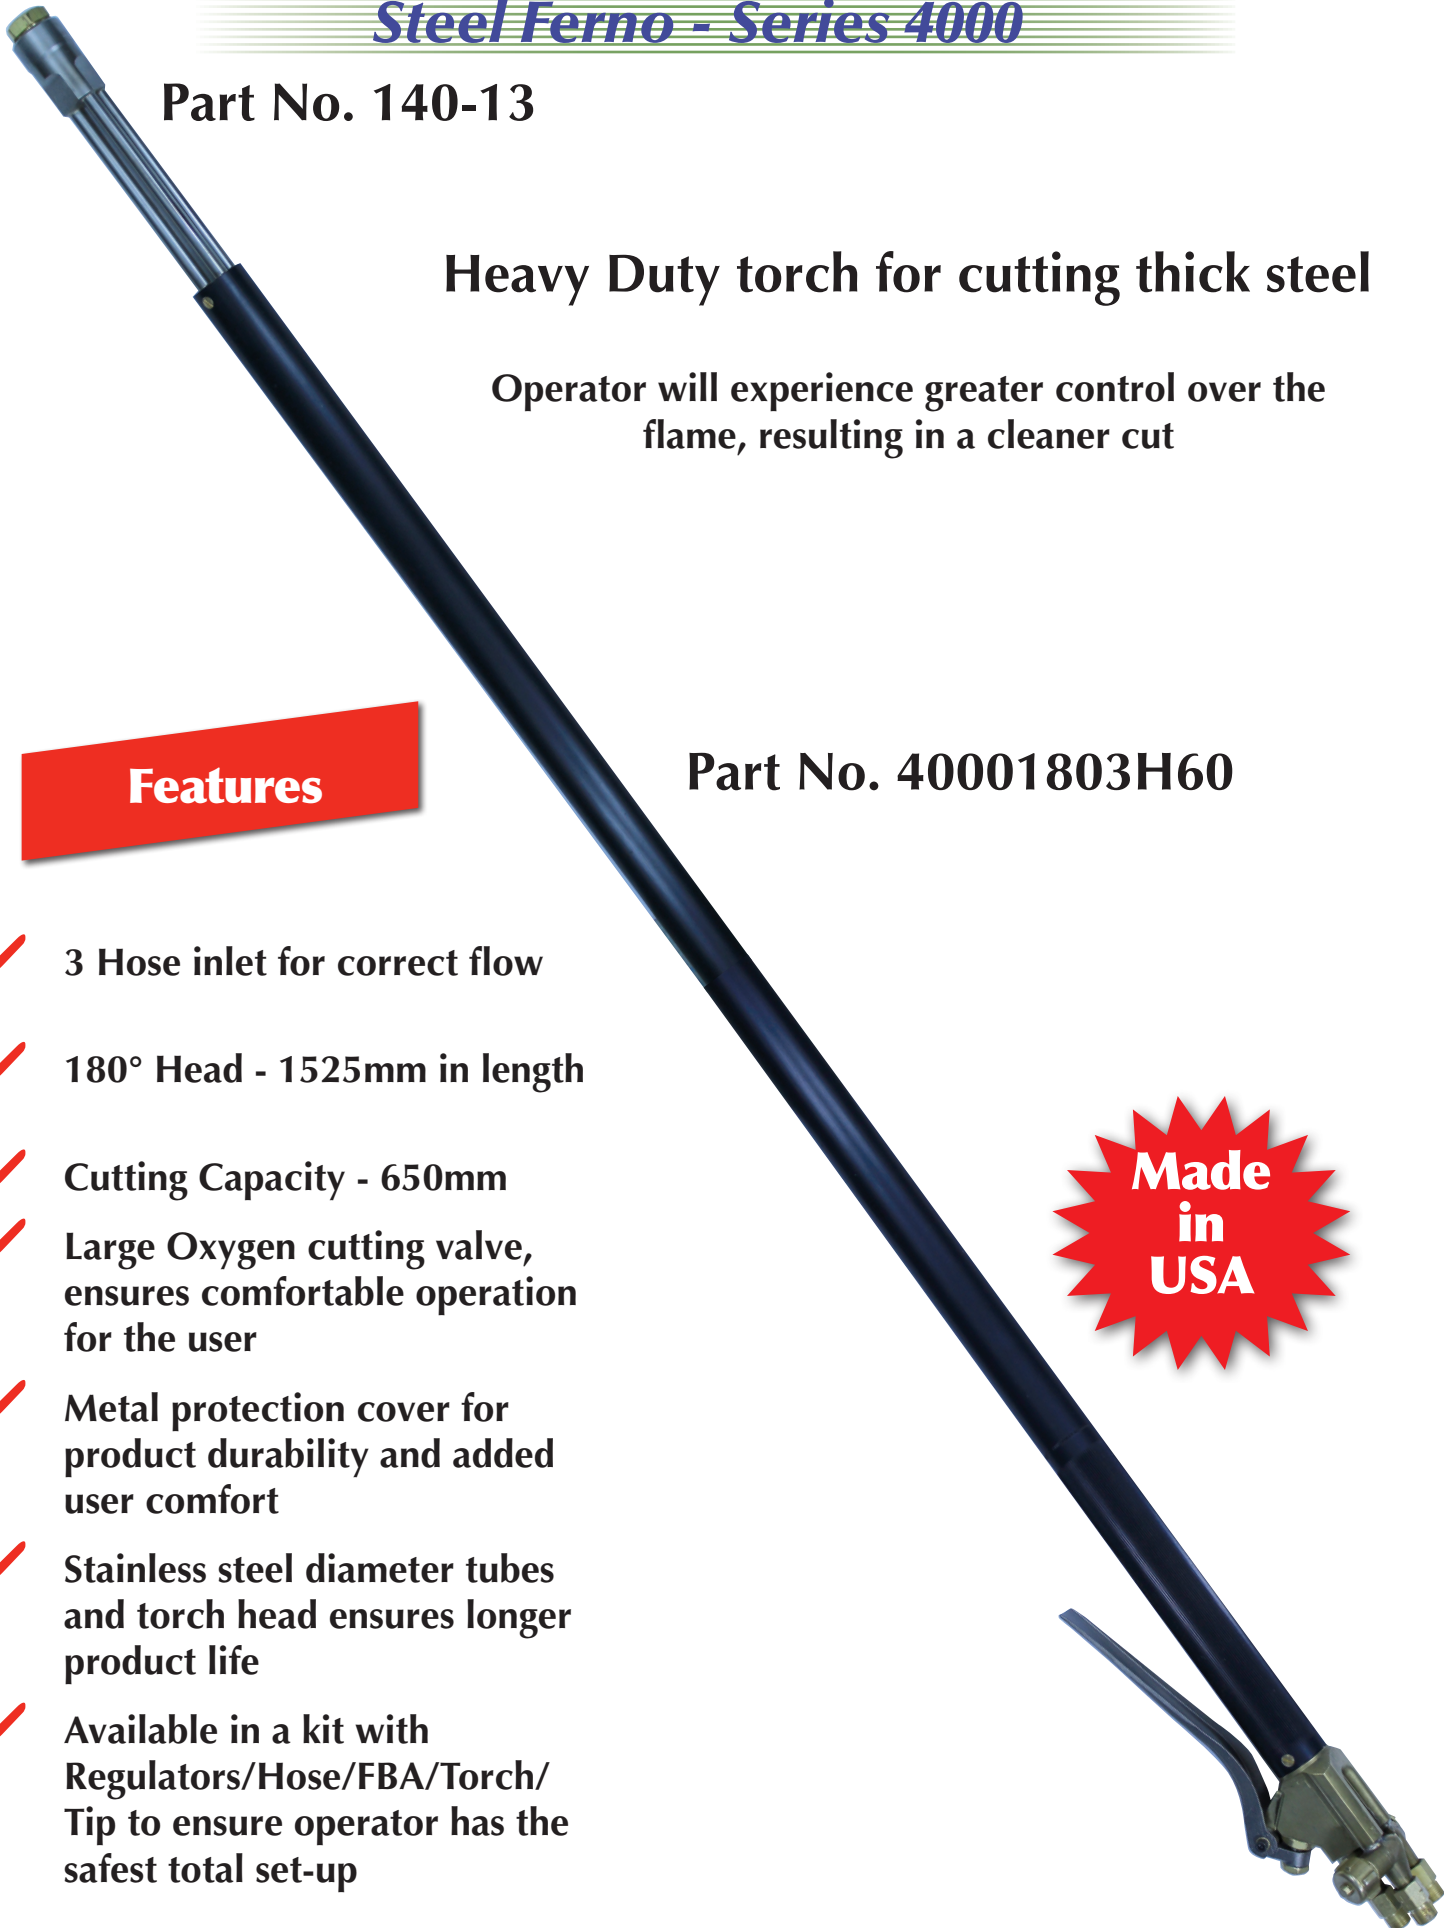 Steel Ferno - Series 4000
Part No. 140-13
Heavy Duty torch for cutting thick steel
Operator will experience greater control over the
flame, resulting in a cleaner cut
Features
Part No. 40001803H60
3 Hose inlet for correct flow
180° Head - 1525mm in length
Cutting Capacity - 650mm
Large Oxygen cutting valve,
ensures comfortable operation
for the user
Metal protection cover for
product durability and added
user comfort
Stainless steel diameter tubes
and torch head ensures longer
product life
Available in a kit with
Regulators/Hose/FBA/Torch/
Tip to ensure operator has the
safest total set-up
Made
in
USA